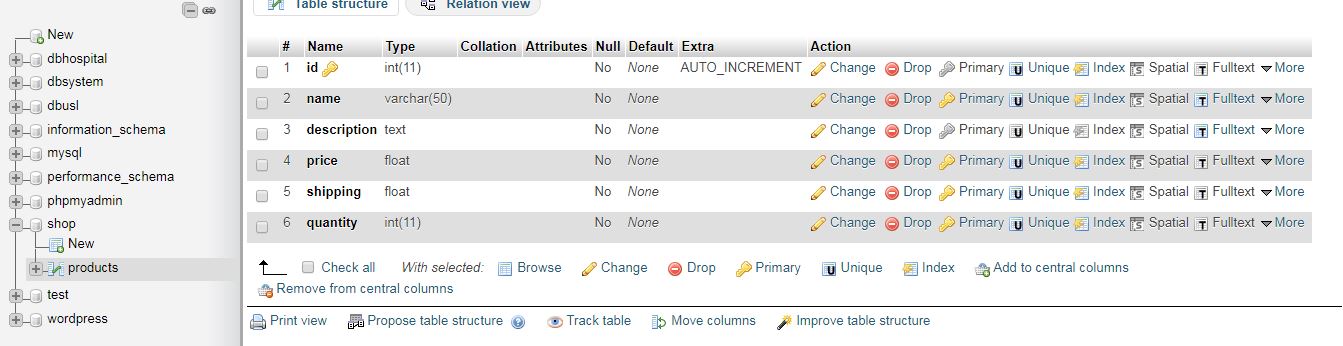 New
dbhospital
dbsystem
dbusl
information_schema
mysql
performance_schema
phpmyadmin
shop
New
products
test
wordpress
Table structure Relation view
# Name Type Collation Attributes Null Default Extra Action
1 id int(11) No None AUTO_INCREMENT Change Drop Primary Unique Index Spatial Fulltext More
2 name varchar(50) No None Change Drop Primary Unique Index Spatial Fulltext More
3 description text No None Change Drop Primary Unique Index Spatial Fulltext More
4 price float No None Change Drop Primary Unique Index Spatial Fulltext More
5 shipping float No None Change Drop Primary Unique Index Spatial Fulltext More
6 quantity int(11) No None Change Drop Primary Unique Index Spatial Fulltext More
Check all With selected: Browse Change Drop Primary Unique Index Add to central columns
Remove from central columns
Print view Propose table structure Track table Move columns Improve table structure